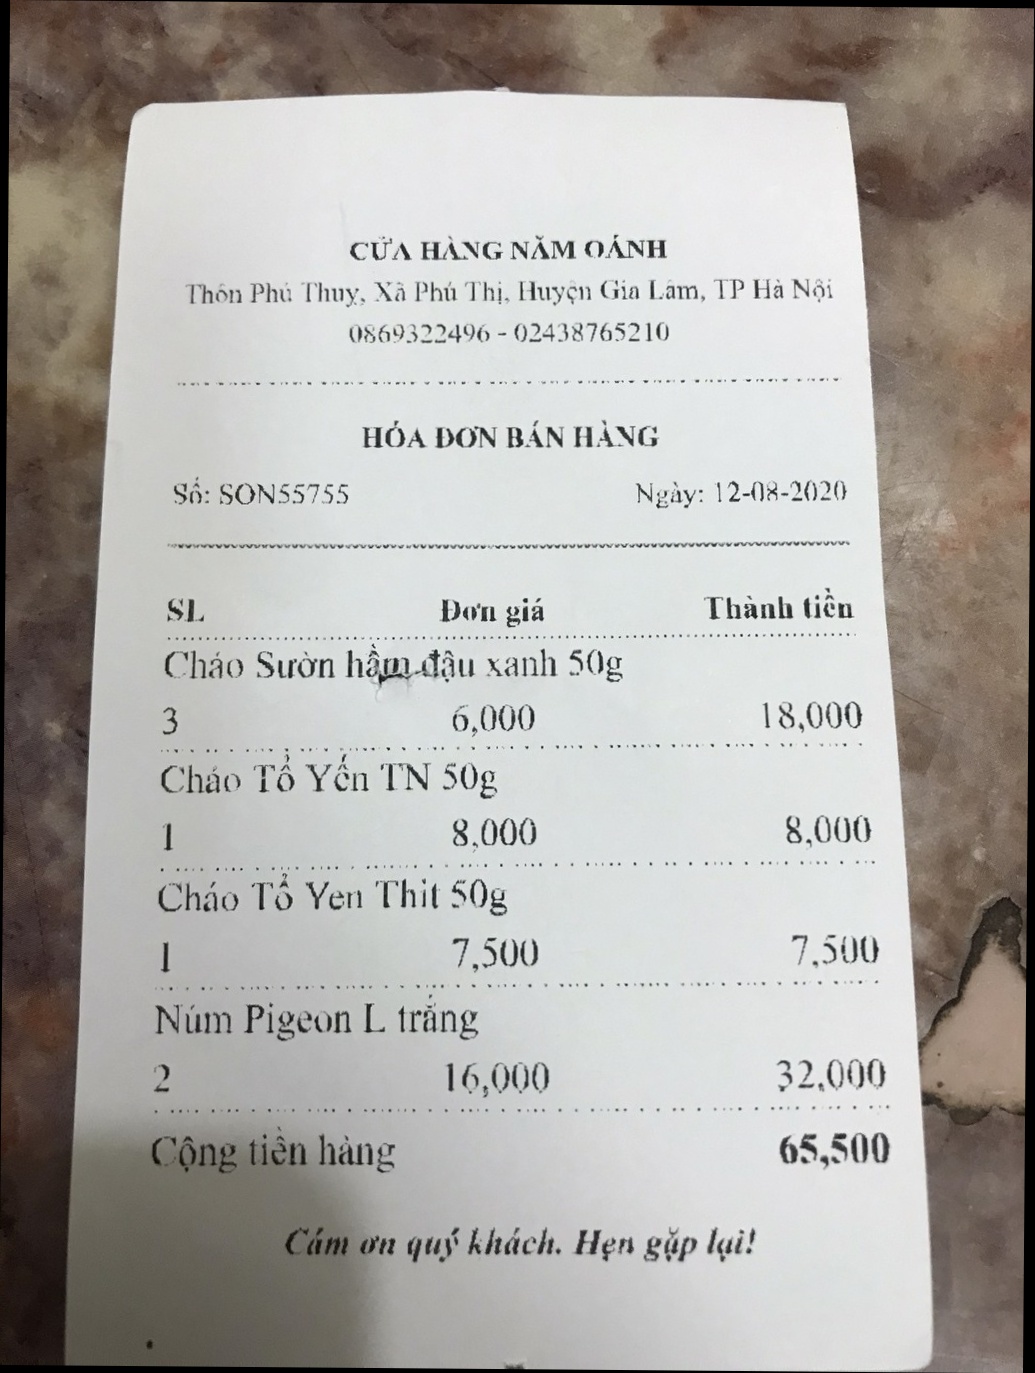 CỬA HÀNG NĂM OÁNH
Thôn Phú Thuỵ, Xã Phú Thị, Huyện Gia Lâm, TP Hà Nội
0869322496 - 02438765210
HÓA ĐƠN BÁN HÀNG
Số: SON55755 Ngày: 12-08-2020
SL Đơn giá Thành tiền
Cháo Sườn hầm đậu xanh 50g
3 6,000 18,000
Cháo Tổ Yến TN 50g
1 8,000 8,000
Cháo Tổ Yen Thit 50g
1 7,500 7,500
Núm Pigeon L trắng
2 16,000 32,000
Cộng tiền hàng 65,500
Cám ơn quý khách. Hẹn gặp lại!